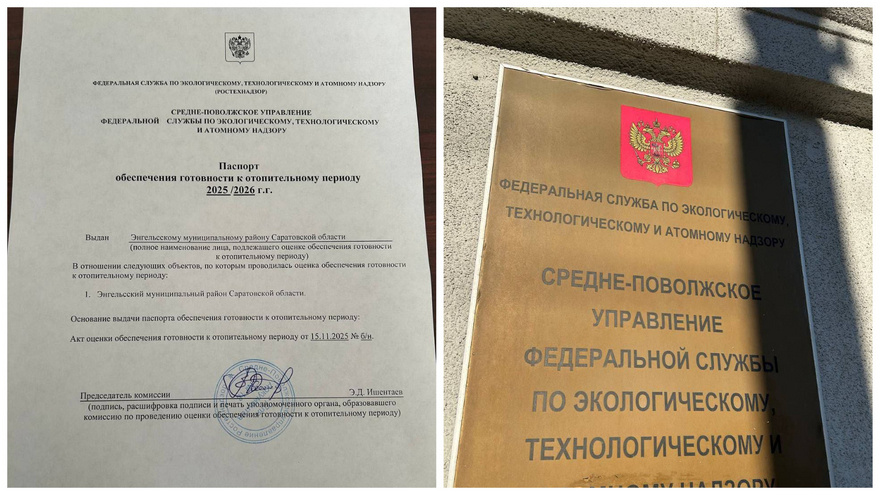 ФЕДЕРАЛЬНАЯ СЛУЖБА ПО ЭКОЛОГИЧЕСКОМУ, ТЕХНОЛОГИЧЕСКОМУ И АТОМНОМУ НАДЗОРУ
(РОСТЕХНАДЗОР)
СРЕДНЕ-ПОВОЛЖСКОЕ УПРАВЛЕНИЕ
ФЕДЕРАЛЬНОЙ СЛУЖБЫ ПО ЭКОЛОГИЧЕСКОМУ, ТЕХНОЛОГИЧЕСКОМУ
И АТОМНОМУ НАДЗОРУ
Паспорт
обеспечения готовности к отопительному периоду
2025 /2026 г.г.
Выдан Энгельсскому муниципальному району Саратовской области
(полное наименование лица, подлежащего оценке обеспечения готовности
к отопительному периоду)
В отношении следующих объектов, по которым проводилась оценка обеспечения готовности
к отопительному периоду:
1. Энгельсский муниципальный район Саратовской области.
Основание выдачи паспорта обеспечения готовности к отопительному периоду:
Акт оценки обеспечения готовности к отопительному периоду от 15.11.2025 № б/н.
Председатель комиссии Э.Д. Ишентаев
(подпись, расшифровка подписи и печать уполномоченного органа, образовавшего
комиссию по проведению оценки обеспечения готовности к отопительному периоду)
ФЕДЕРАЛЬНАЯ СЛУЖБА ПО ЭКОЛОГИЧЕСКОМУ,
ТЕХНОЛОГИЧЕСКОМУ И АТОМНОМУ НАДЗОРУ
СРЕДНЕ-ПОВОЛЖСКОЕ
УПРАВЛЕНИЕ
ФЕДЕРАЛЬНОЙ СЛУЖБЫ
ПО ЭКОЛОГИЧЕСКОМУ,
ТЕХНОЛОГИЧЕСКОМУ И
АТОМНОМУ НАДЗОРУ